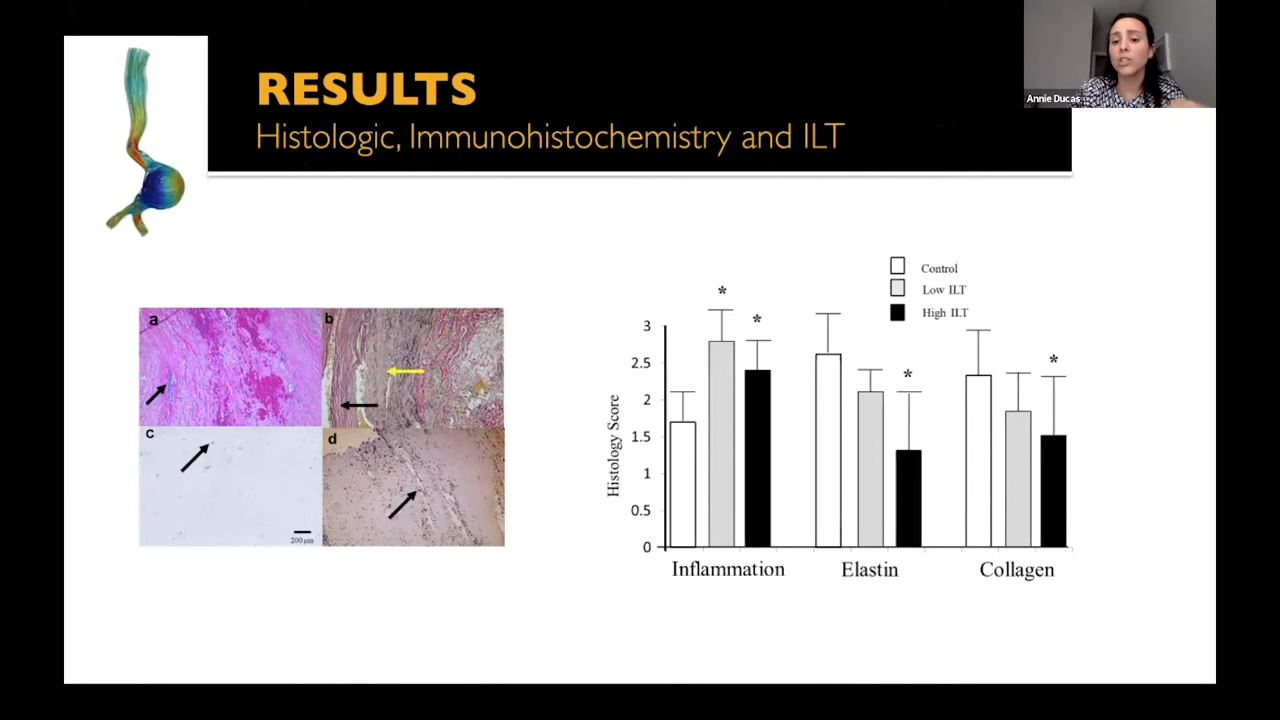 RESULTS
Histologic, Immunohistochemistry and ILT
Annie Ducas
a
b
c
d
200 μm
Control
Low ILT
High ILT
* * * *
3
2.5
2
1.5
1
0.5
0
Histology Score
Inflammation Elastin Collagen